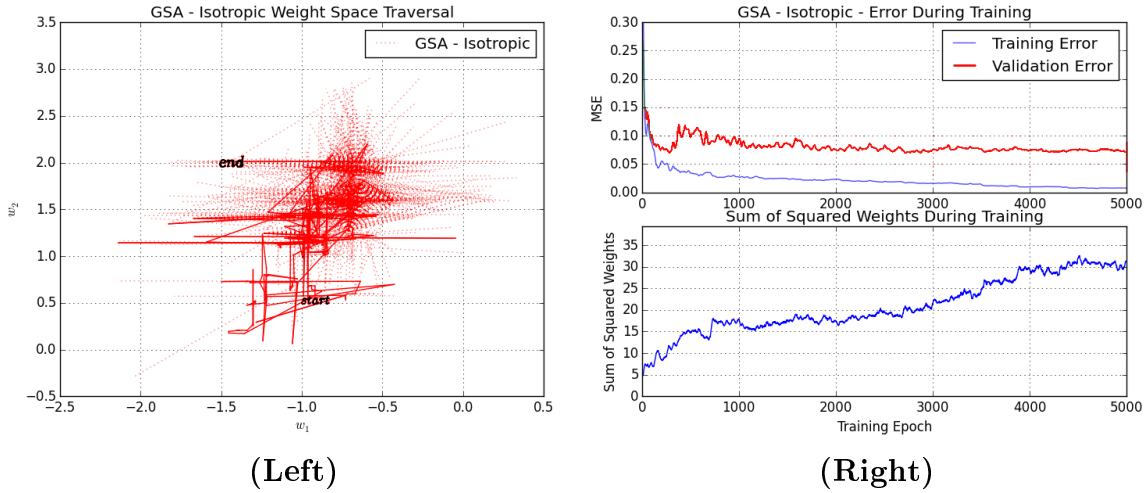 GSA - Isotropic Weight Space Traversal
3.5
3.0
2.5
2.0
1.5
1.0
0.5
0.0
−0.5
w2
GSA - Isotropic
end
start
−2.5 −2.0 −1.5 −1.0 −0.5 0.0 0.5
w1
(Left)
GSA - Isotropic - Error During Training
0.30
0.25
0.20
0.15
0.10
0.05
0.00
MSE
Training Error
Validation Error
0 1000 2000 3000 4000 5000
Sum of Squared Weights During Training
35
30
25
20
15
10
5
0
Sum of Squared Weights
0 1000 2000 3000 4000 5000
Training Epoch
(Right)